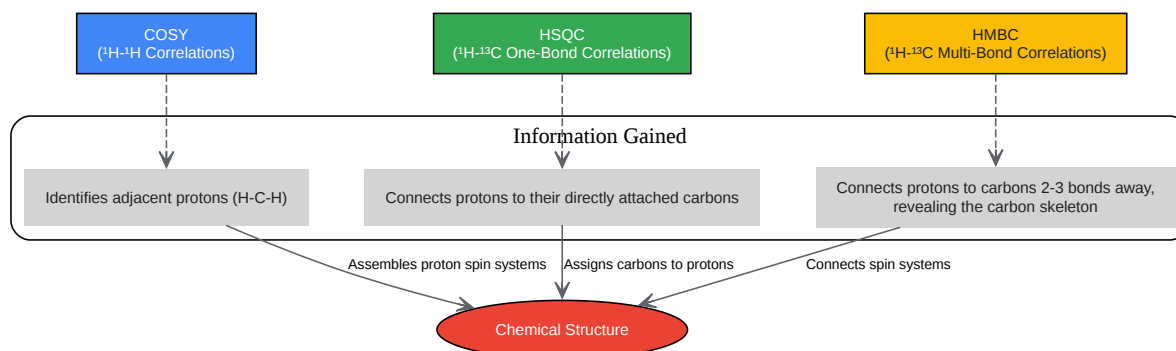 COSY
(¹H-¹H Correlations)
HSQC
(¹H-¹³C One-Bond Correlations)
HMBC
(¹H-¹³C Multi-Bond Correlations)
Information Gained
Identifies adjacent protons (H-C-H)
Connects protons to their directly attached carbons
Connects protons to carbons 2-3 bonds away,
revealing the carbon skeleton
Assembles proton spin systems
Assigns carbons to protons
Connects spin systems
Chemical Structure